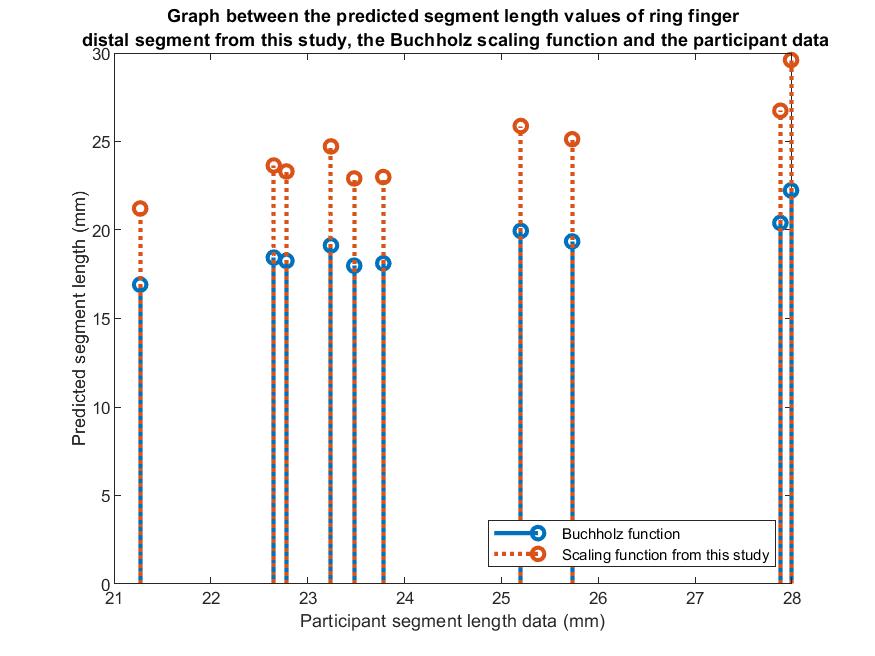 Graph between the predicted segment length values of ring finger
distal segment from this study, the Buchholz scaling function and the participant data
Predicted segment length (mm)
30
25
20
15
10
5
0
21 22 23 24 25 26 27 28
Participant segment length data (mm)
Buchholz function
Scaling function from this study